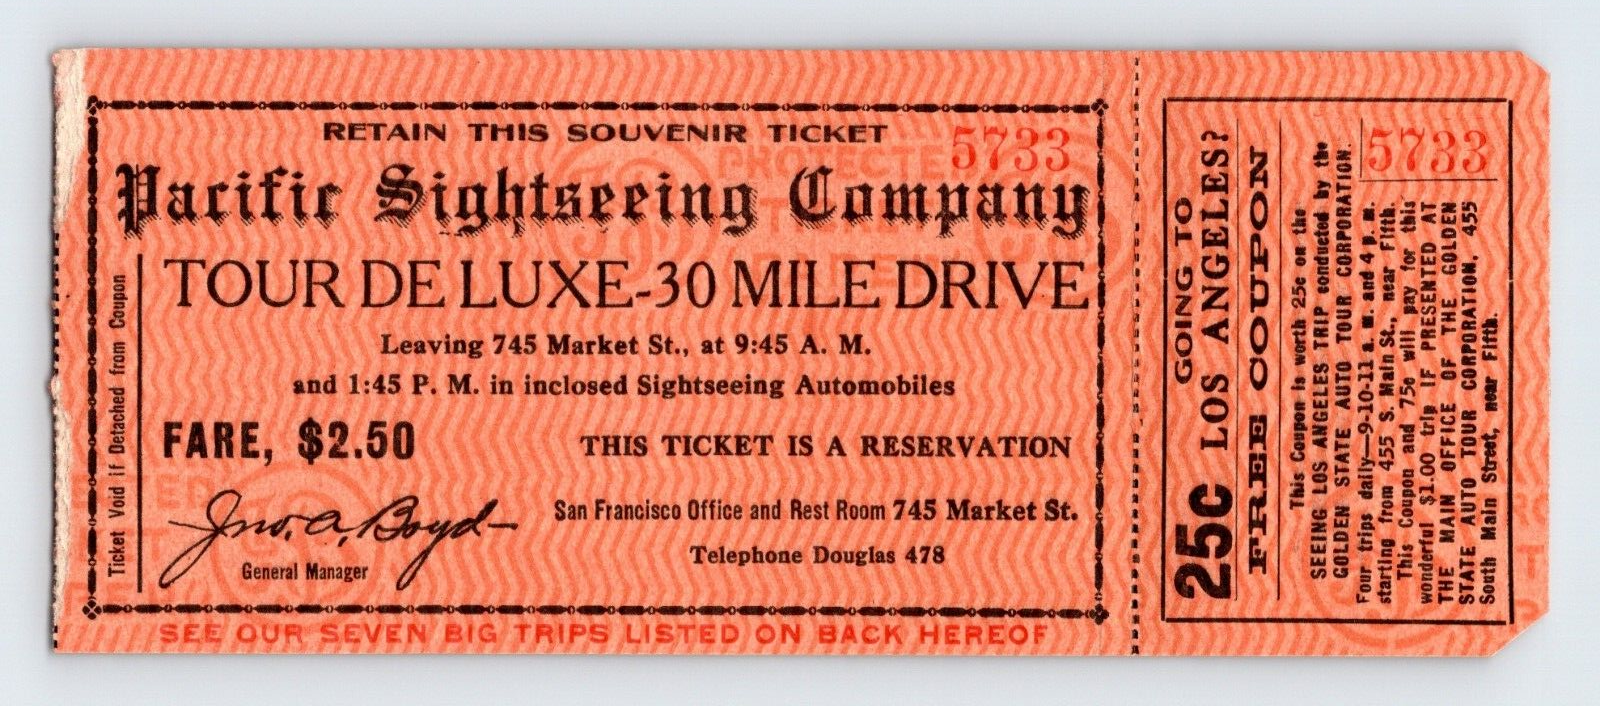 RETAIN THIS SOUVENIR TICKET
5733
Pacific Sightseeing Company
TOUR DE LUXE-30 MILE DRIVE
Leaving 745 Market St., at 9:45 A. M.
and 1:45 P. M. in inclosed Sightseeing Automobiles
FARE, $2.50
THIS TICKET IS A RESERVATION
Jno. A. Boyd
General Manager
San Francisco Office and Rest Room 745 Market St.
Telephone Douglas 478
Ticket Void if Detached from Coupon
SEE OUR SEVEN BIG TRIPS LISTED ON BACK HEREOF
5733
25c GOING TO
LOS ANGELES?
FREE COUPON
This Coupon is worth 25c on the
SEEING LOS ANGELES TRIP conducted by the
GOLDEN STATE AUTO TOUR CORPORATION.
Four trips daily—9-10-11 a. m. and 4 p. m.
starting from 455 S. Main St., near Fifth.
This Coupon and 75c will pay for this
wonderful $1.00 trip IF PRESENTED AT
THE MAIN OFFICE OF THE GOLDEN
STATE AUTO TOUR CORPORATION, 455
South Main Street, near Fifth.